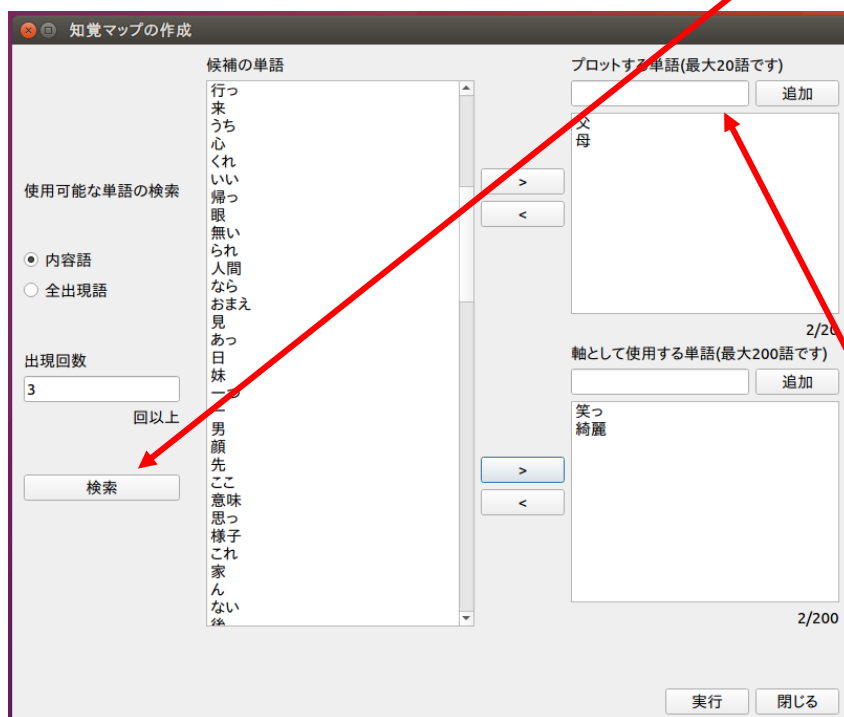 知覚マップの作成
候補の単語
プロットする単語(最大20語です)
追加
行っ
来
うち
心
くれ
いい
帰っ
眼
無い
られ
人間
なら
おまえ
見
あっ
日
妹
一つ
一
男
顔
先
ここ
意味
思っ
様子
これ
家
ん
ない
後
使用可能な単語の検索
内容語
全出現語
出現回数
3
回以上
検索
>
<
父
母
2/20
軸として使用する単語(最大200語です)
追加
>
<
笑っ
綺麗
2/200
実行
閉じる